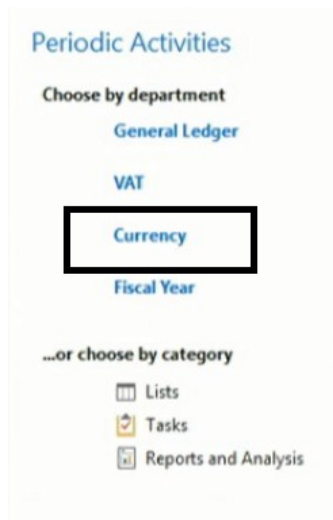 Periodic Activities
Choose by department
General Ledger
VAT
Currency
Fiscal Year
...or choose by category
Lists
Tasks
Reports and Analysis